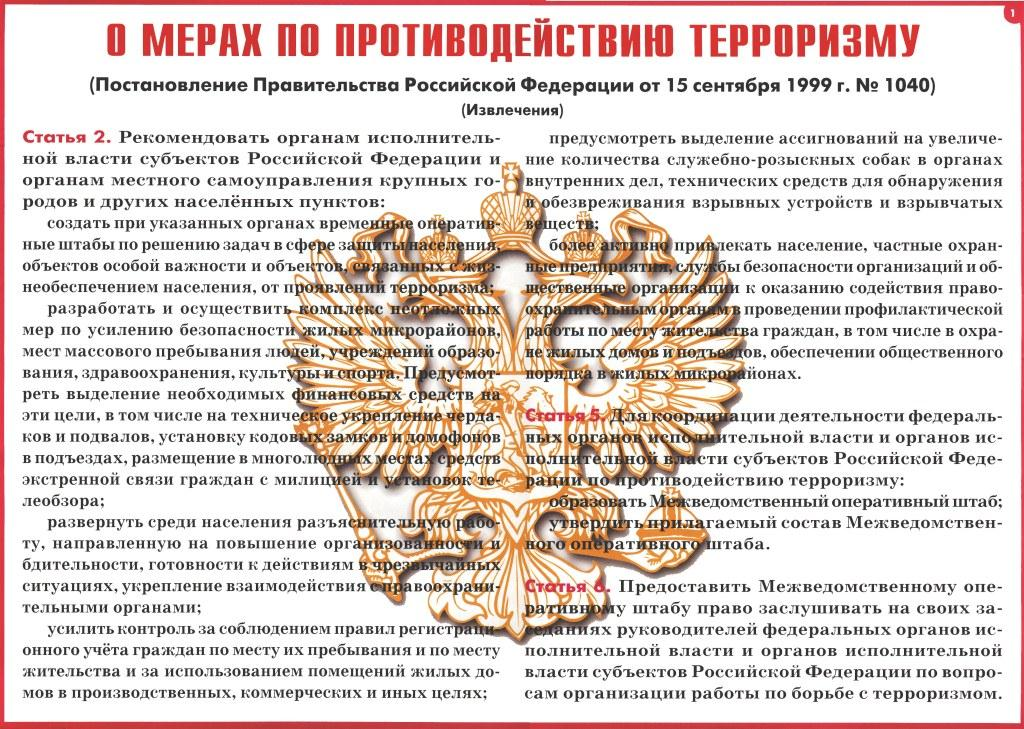 1
О МЕРАХ ПО ПРОТИВОДЕЙСТВИЮ ТЕРРОРИЗМУ
(Постановление Правительства Российской Федерации от 15 сентября 1999 г. № 1040)
(Извлечения)
Статья 2. Рекомендовать органам исполнитель-
ной власти субъектов Российской Федерации и
органам местного самоуправления крупных го-
родов и других населённых пунктов:
создать при указанных органах временные оператив-
ные штабы по решению задач в сфере защиты населения,
объектов особой важности и объектов, связанных с жиз-
необеспечением населения, от проявлений терроризма;
разработать и осуществить комплекс неотложных
мер по усилению безопасности жилых микрорайонов,
мест массового пребывания людей, учреждений образо-
вания, здравоохранения, культуры и спорта. Предусмот-
реть выделение необходимых финансовых средств на
эти цели, в том числе на техническое укрепление черда-
ков и подвалов, установку кодовых замков и домофонов
в подъездах, размещение в многолюдных местах средств
экстренной связи граждан с милицией и установок те-
леобзора;
развернуть среди населения разъяснительную рабо-
ту, направленную на повышение организованности и
бдительности, готовности к действиям в чрезвычайных
ситуациях, укрепление взаимодействия с правоохрани-
тельными органами;
усилить контроль за соблюдением правил регистраци-
онного учёта граждан по месту их пребывания и по месту
жительства и за использованием помещений жилых до-
мов в производственных, коммерческих и иных целях;
предусмотреть выделение ассигнований на увеличе-
ние количества служебно-розыскных собак в органах
внутренних дел, технических средств для обнаружения
и обезвреживания взрывных устройств и взрывчатых
веществ;
более активно привлекать население, частные охран-
ные предприятия, службы безопасности организаций и об-
щественные организации к оказанию содействия право-
охранительным органам в проведении профилактической
работы по месту жительства граждан, в том числе в охра-
не жилых домов и подъездов, обеспечении общественного
порядка в жилых микрорайонах.
Статья 5. Для координации деятельности федераль-
ных органов исполнительной власти и органов ис-
полнительной власти субъектов Российской Феде-
рации по противодействию терроризму:
образовать Межведомственный оперативный штаб;
утвердить прилагаемый состав Межведомствен-
ного оперативного штаба.
Статья 6. Предоставить Межведомственному опе-
ративному штабу право заслушивать на своих за-
седаниях руководителей федеральных органов ис-
полнительной власти и органов исполнительной
власти субъектов Российской Федерации по вопро-
сам организации работы по борьбе с терроризмом.